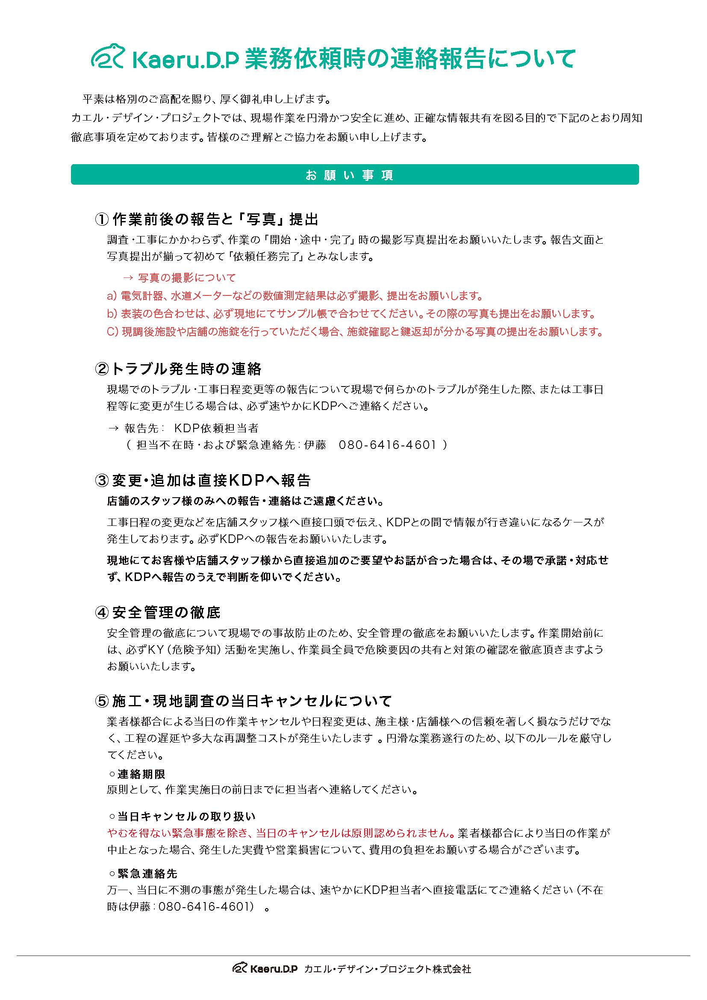 Kaeru.D.P 業務依頼時の連絡報告について
平素は格別のご高配を賜り、厚く御礼申し上げます。
カエル・デザイン・プロジェクトでは、現場作業を円滑かつ安全に進め、正確な情報共有を図る目的で下記のとおり周知
徹底事項を定めております。皆様のご理解とご協力をお願い申し上げます。
お願い事項
① 作業前後の報告と「写真」提出
調査・工事にかかわらず、作業の「開始・途中・完了」時の撮影写真提出をお願いいたします。報告文面と
写真提出が揃って初めて「依頼任務完了」とみなします。
→ 写真の撮影について
a) 電気計器、水道メーターなどの数値測定結果は必ず撮影、提出をお願いします。
b) 表装の色合わせは、必ず現地にてサンプル帳で合わせてください。その際の写真も提出をお願いします。
C) 現調後施設や店舗の施錠を行っていただく場合、施錠確認と鍵返却が分かる写真の提出をお願いします。
② トラブル発生時の連絡
現場でのトラブル・工事日程変更等の報告について現場で何らかのトラブルが発生した際、または工事日
程等に変更が生じる場合は、必ず速やかにKDPへご連絡ください。
→ 報告先： KDP依頼担当者
（ 担当不在時・および緊急連絡先：伊藤　080-6416-4601 ）
③ 変更・追加は直接KDPへ報告
店舗のスタッフ様のみへの報告・連絡はご遠慮ください。
工事日程の変更などを店舗スタッフ様へ直接口頭で伝え、KDPとの間で情報が行き違いになるケースが
発生しております。必ずKDPへの報告をお願いいたします。
現地にてお客様や店舗スタッフ様から直接追加のご要望やお話が合った場合は、その場で承諾・対応せ
ず、KDPへ報告のうえで判断を仰いでください。
④ 安全管理の徹底
安全管理の徹底について現場での事故防止のため、安全管理の徹底をお願いいたします。作業開始前に
は、必ずKY（危険予知）活動を実施し、作業員全員で危険要因の共有と対策の確認を徹底頂きますよう
お願いいたします。
⑤ 施工・現地調査の当日キャンセルについて
業者様都合による当日の作業キャンセルや日程変更は、施主様・店舗様への信頼を著しく損なうだけでな
く、工程の遅延や多大な再調整コストが発生いたします 。円滑な業務遂行のため、以下のルールを厳守し
てください。
○連絡期限
原則として、作業実施日の前日までに担当者へ連絡してください。
○当日キャンセルの取り扱い
やむを得ない緊急事態を除き、当日のキャンセルは原則認められません。業者様都合により当日の作業が
中止となった場合、発生した実費や営業損害について、費用の負担をお願いする場合がございます。
○緊急連絡先
万一、当日に不測の事態が発生した場合は、速やかにKDP担当者へ直接電話にてご連絡ください（不在
時は伊藤：080-6416-4601） 。
Kaeru.D.P カエル・デザイン・プロジェクト株式会社